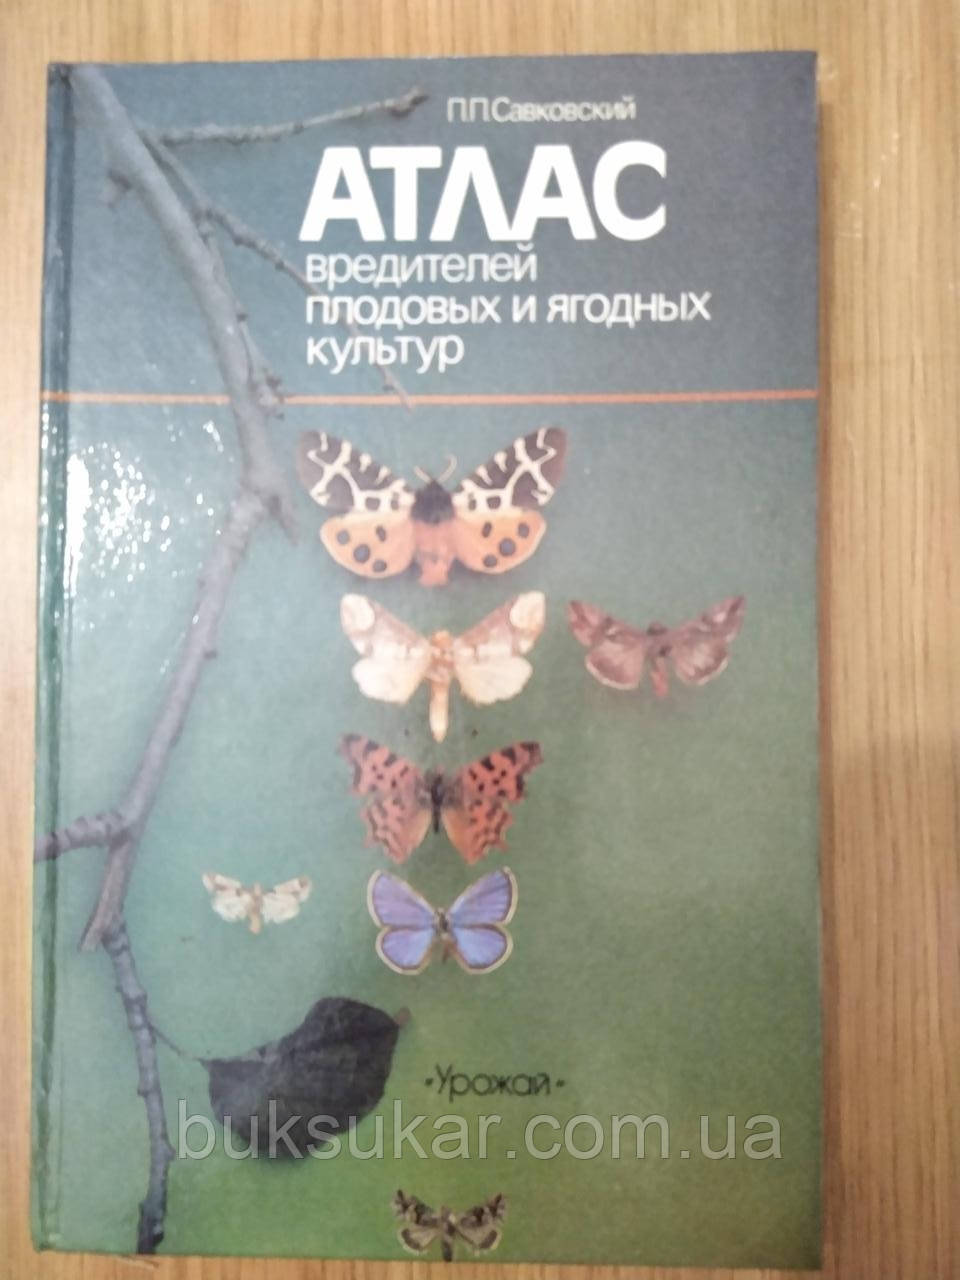 П.П.Савковский
АТЛАС
вредителей
плодовых и ягодных
культур
•Урожай•
buksukar.com.ua